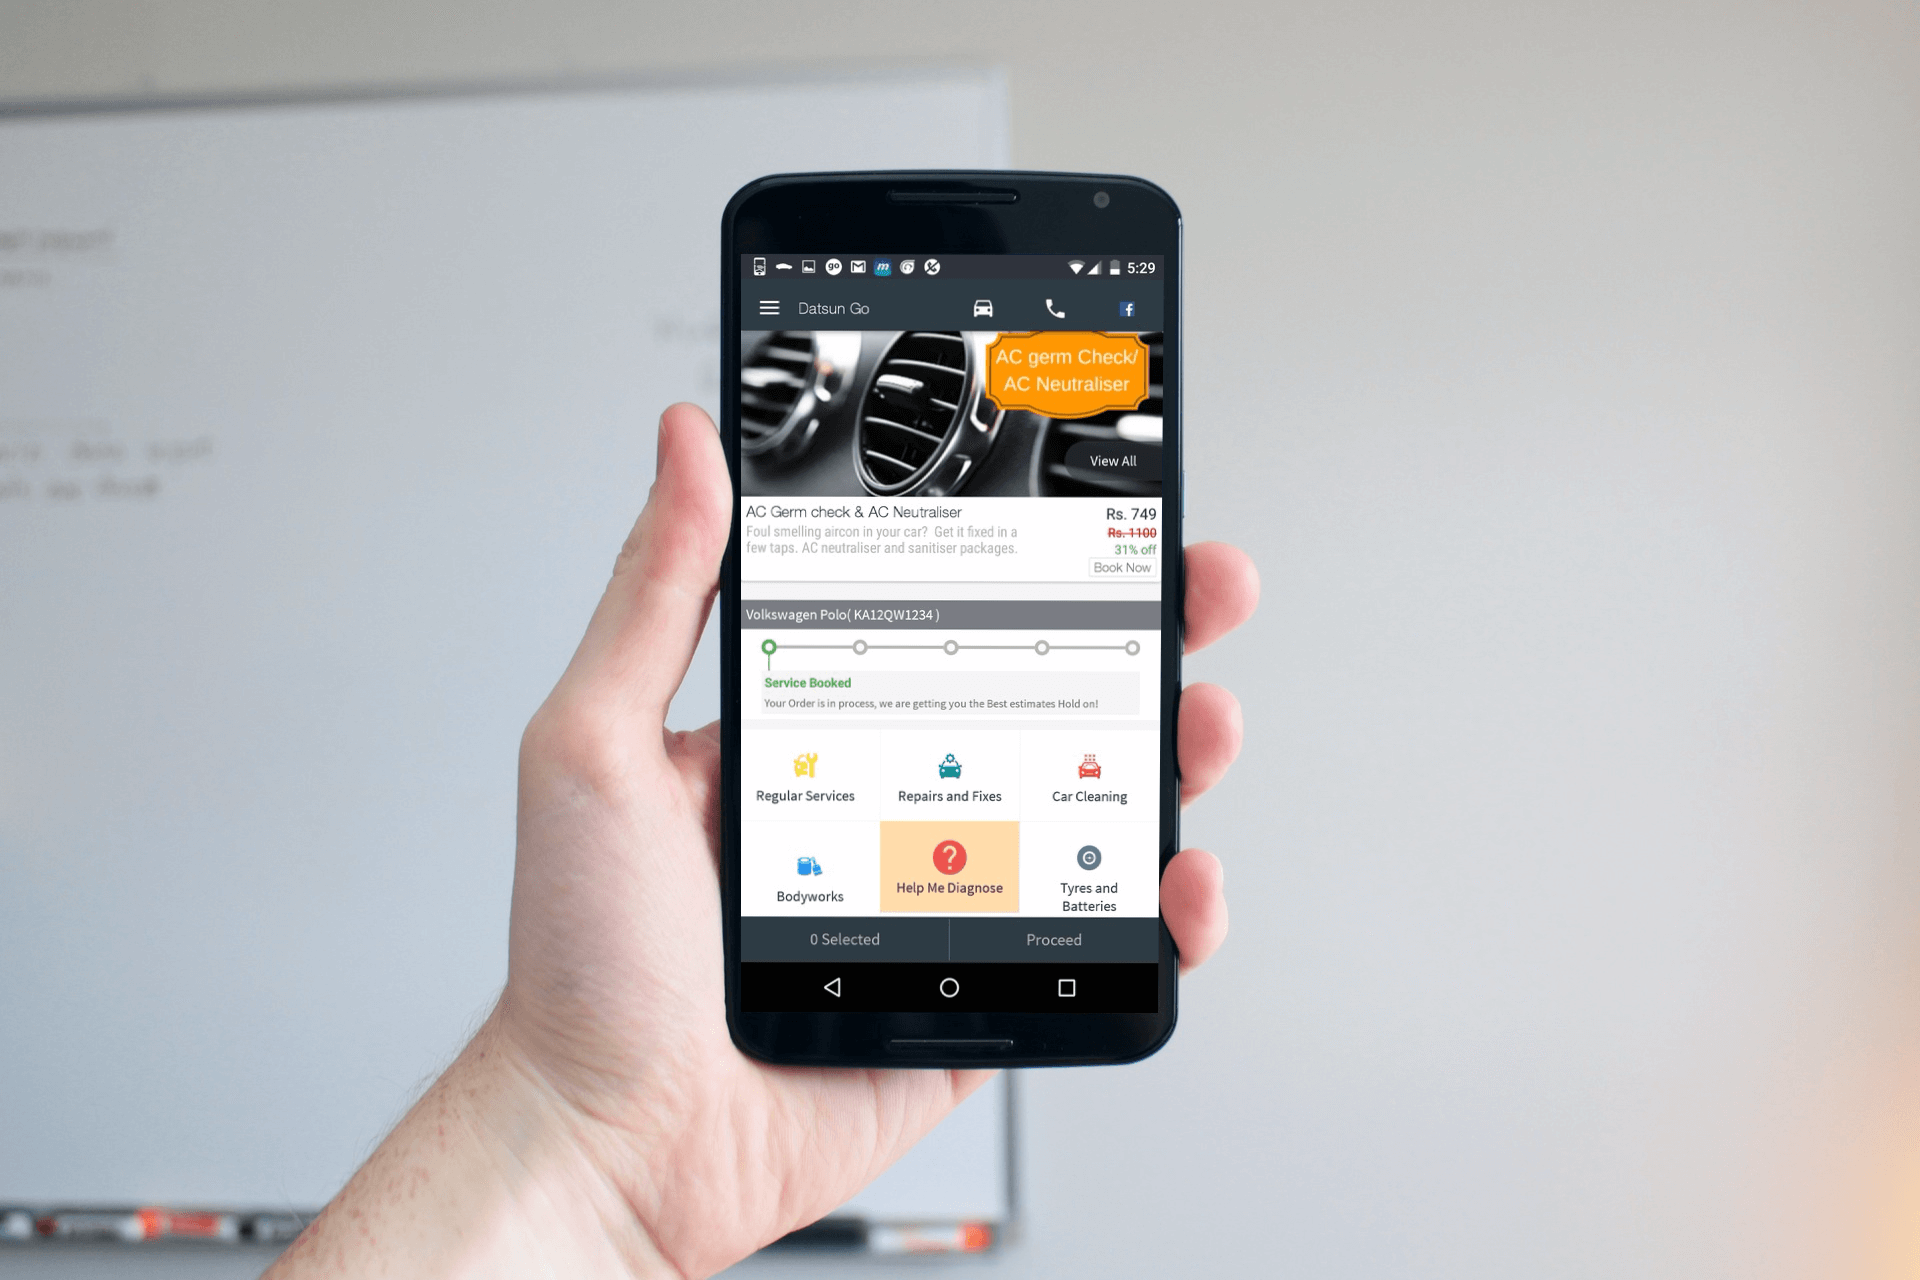 go
m
5:29
Datsun Go
f
AC germ Check/
AC Neutraliser
View All
AC Germ check & AC Neutraliser
Rs. 749
Foul smelling aircon in your car? Get it fixed in a
Rs. 1100
few taps. AC neutraliser and sanitiser packages.
31% off
Book Now
Volkswagen Polo( KA12QW1234 )
Service Booked
Your Order is in process, we are getting you the Best estimates Hold on!
Regular Services
Repairs and Fixes
Car Cleaning
Bodyworks
?
Help Me Diagnose
Tyres and
Batteries
0 Selected
Proceed